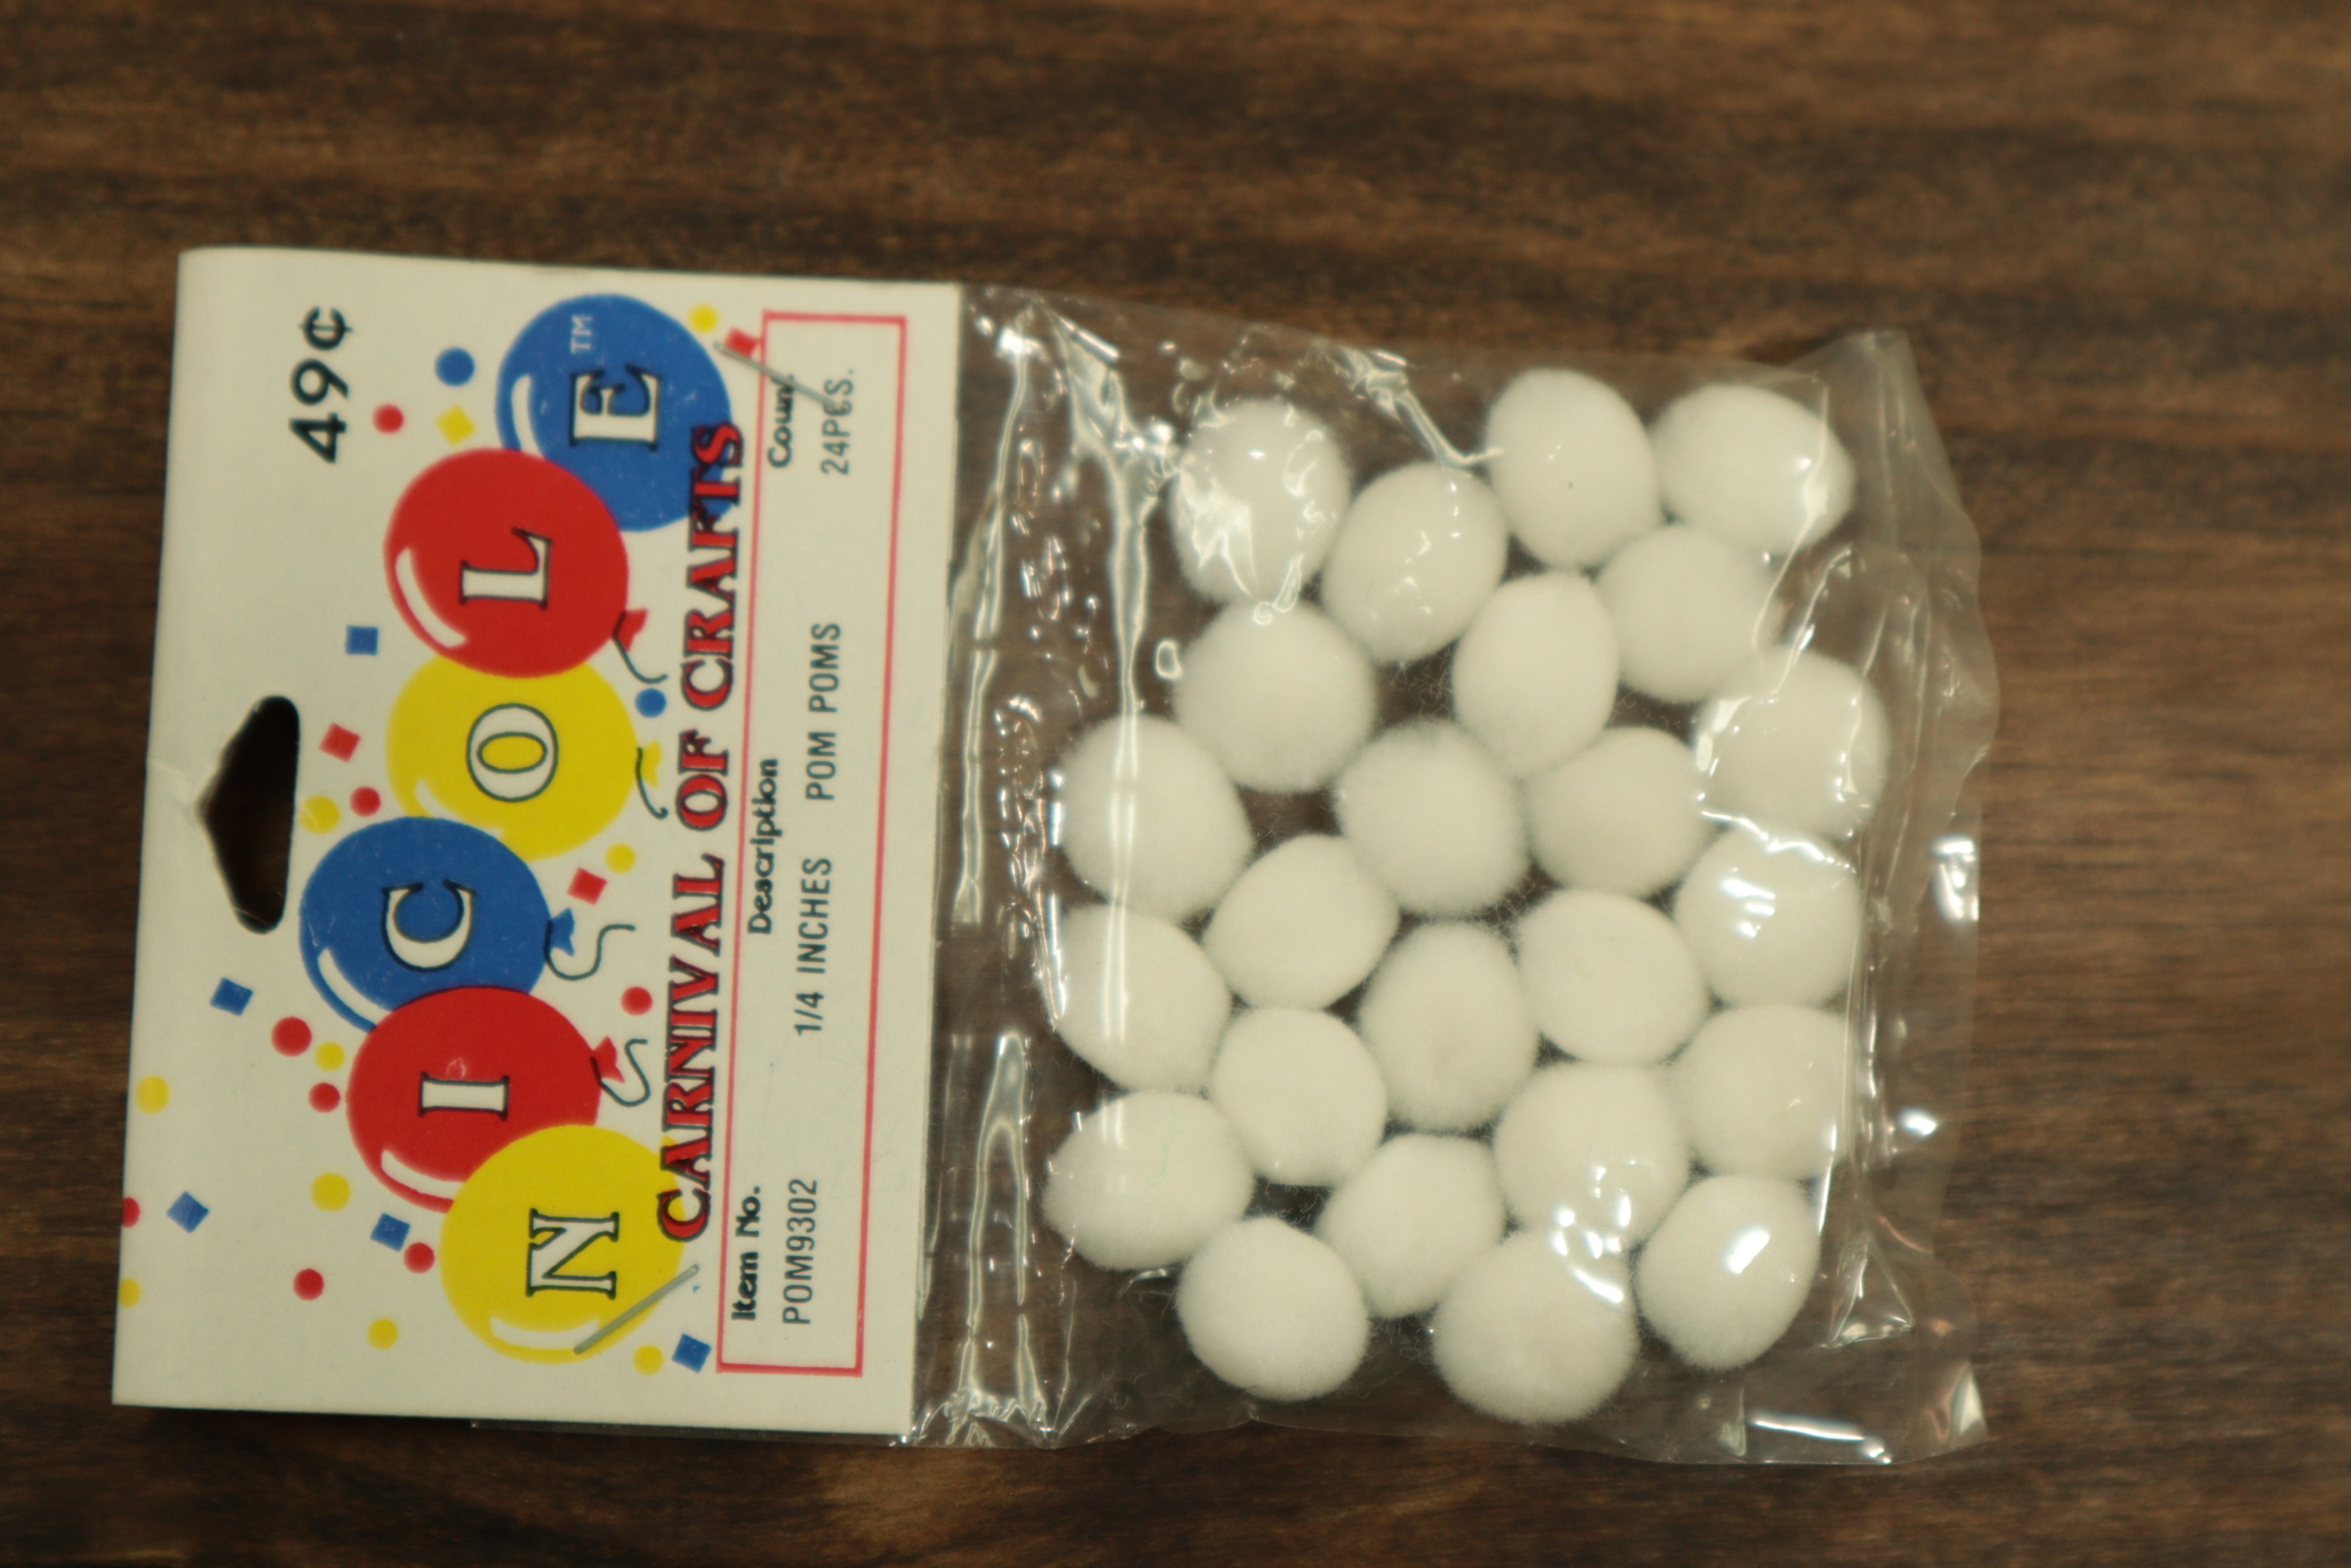 49¢
NICOLE™
CARNIVAL OF CRAFTS
Item No. Description Count
POM9302 1/4 INCHES POM POMS 24PCS.